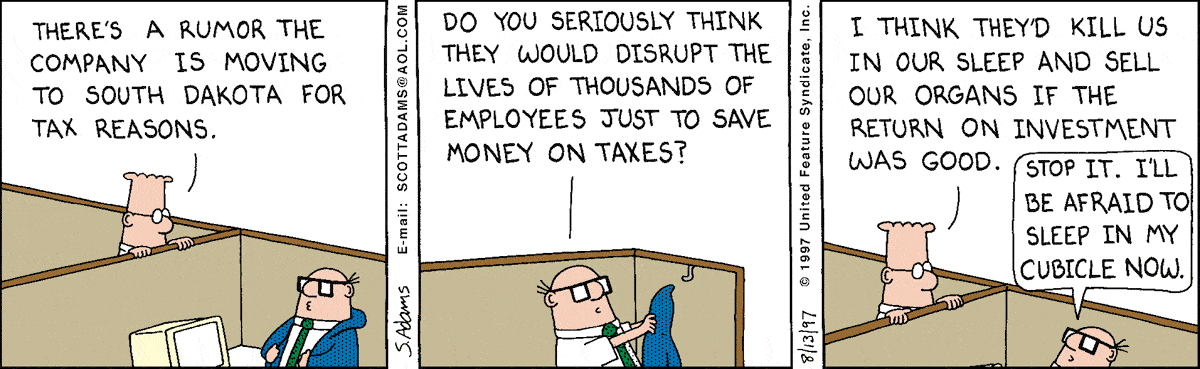 THERE'S A RUMOR THE
COMPANY IS MOVING
TO SOUTH DAKOTA FOR
TAX REASONS.
S.Adams
E-mail: SCOTTADAMS@AOL.COM
DO YOU SERIOUSLY THINK
THEY WOULD DISRUPT THE
LIVES OF THOUSANDS OF
EMPLOYEES JUST TO SAVE
MONEY ON TAXES?
8/13/97
© 1997 United Feature Syndicate, Inc.
I THINK THEY'D KILL US
IN OUR SLEEP AND SELL
OUR ORGANS IF THE
RETURN ON INVESTMENT
WAS GOOD.
STOP IT. I'LL
BE AFRAID TO
SLEEP IN MY
CUBICLE NOW.